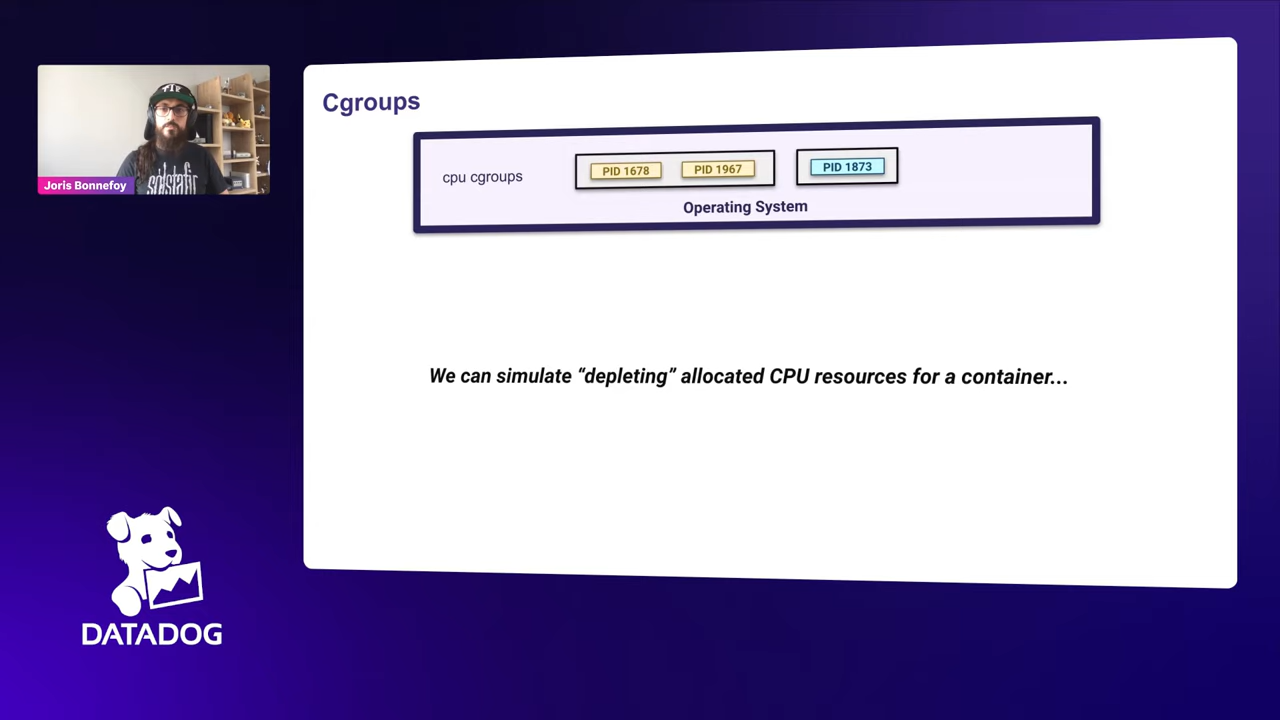 Cgroups
cpu cgroups
PID 1678
PID 1967
PID 1873
Operating System
We can simulate “depleting” allocated CPU resources for a container...
Joris Bonnefoy
DATADOG